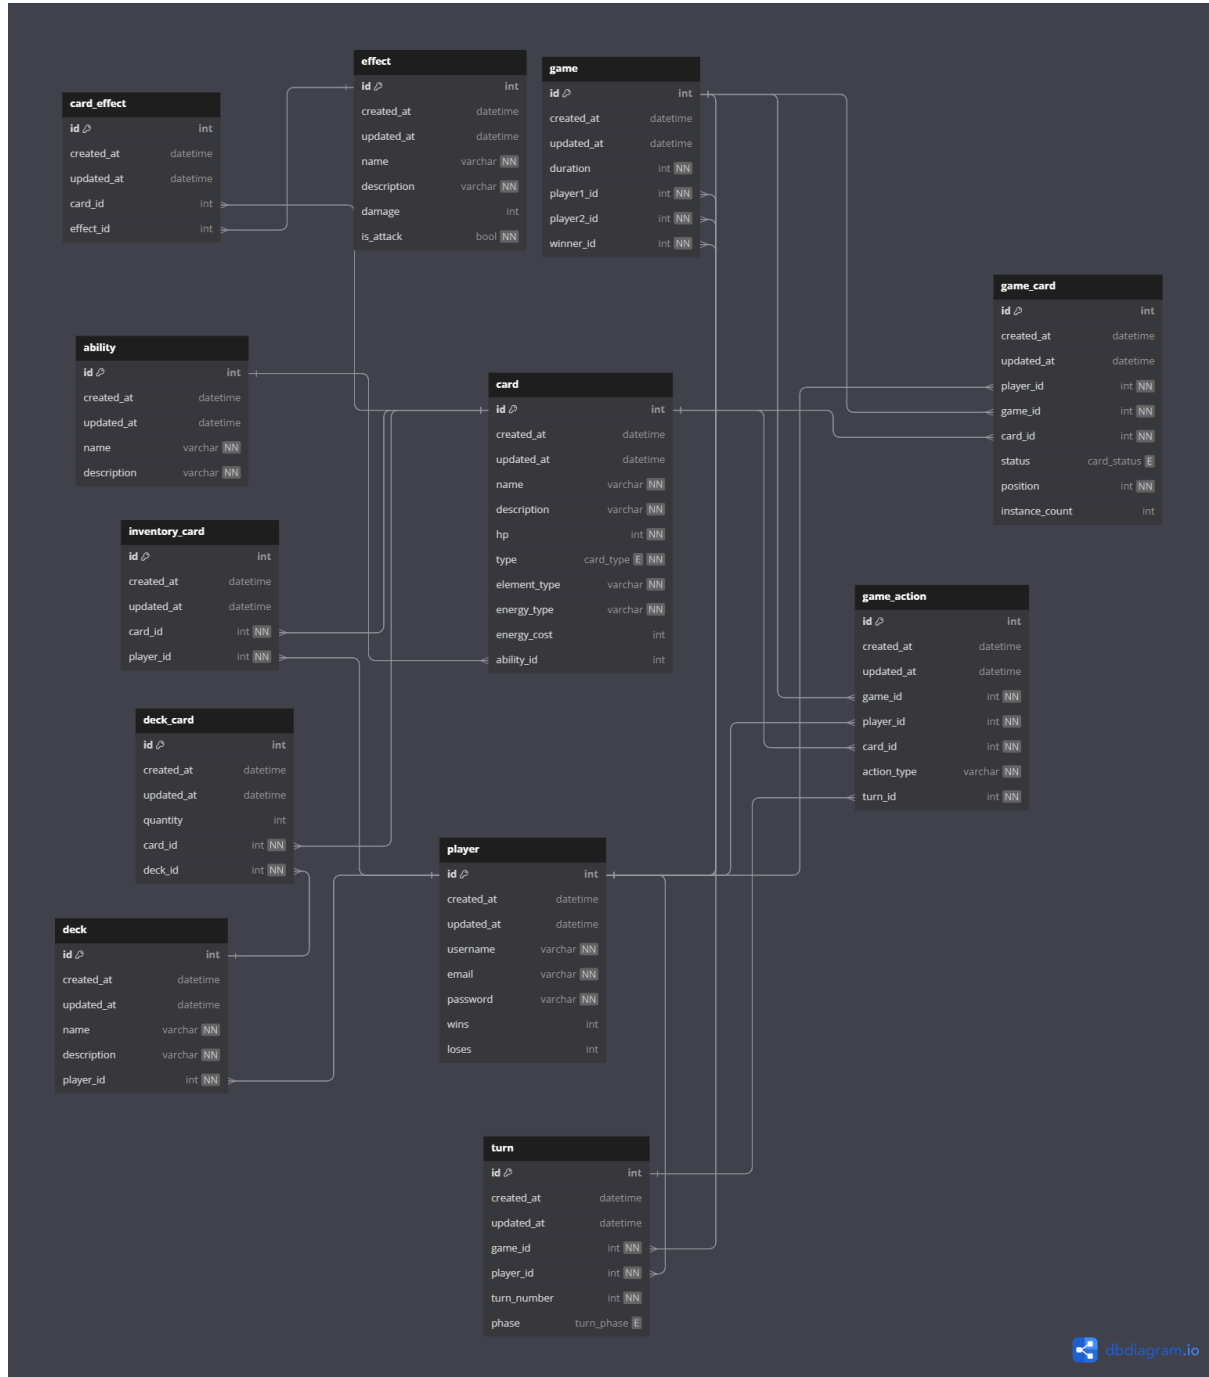 effect
id int
created_at datetime
updated_at datetime
name varchar NN
description varchar NN
damage int
is_attack bool NN
game
id int
created_at datetime
updated_at datetime
duration int NN
player1_id int NN
player2_id int NN
winner_id int NN
card_effect
id int
created_at datetime
updated_at datetime
card_id int
effect_id int
game_card
id int
created_at datetime
updated_at datetime
player_id int NN
game_id int NN
card_id int NN
status card_status E
position int NN
instance_count int
ability
id int
created_at datetime
updated_at datetime
name varchar NN
description varchar NN
card
id int
created_at datetime
updated_at datetime
name varchar NN
description varchar NN
hp int NN
type card_type E NN
element_type varchar NN
energy_type varchar NN
energy_cost int
ability_id int
inventory_card
id int
created_at datetime
updated_at datetime
card_id int NN
player_id int NN
game_action
id int
created_at datetime
updated_at datetime
game_id int NN
player_id int NN
card_id int NN
action_type varchar NN
turn_id int NN
deck_card
id int
created_at datetime
updated_at datetime
quantity int
card_id int NN
deck_id int NN
player
id int
created_at datetime
updated_at datetime
username varchar NN
email varchar NN
password varchar NN
wins int
loses int
deck
id int
created_at datetime
updated_at datetime
name varchar NN
description varchar NN
player_id int NN
turn
id int
created_at datetime
updated_at datetime
game_id int NN
player_id int NN
turn_number int NN
phase turn_phase E
dbdiagram.io